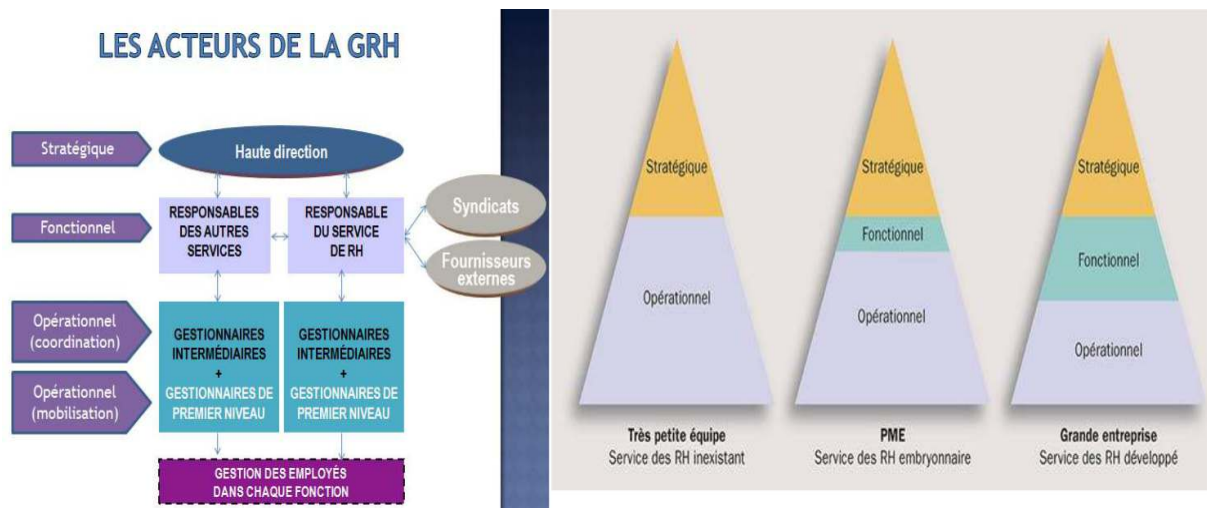 LES ACTEURS DE LA GRH
Stratégique
Haute direction
Fonctionnel
RESPONSABLES
DES AUTRES
SERVICES
RESPONSABLE
DU SERVICE
DE RH
Syndicats
Fournisseurs
externes
Opérationnel
(coordination)
Opérationnel
(mobilisation)
GESTIONNAIRES
INTERMÉDIAIRES
+
GESTIONNAIRES DE
PREMIER NIVEAU
GESTIONNAIRES
INTERMÉDIAIRES
+
GESTIONNAIRES DE
PREMIER NIVEAU
GESTION DES EMPLOYÉS
DANS CHAQUE FONCTION
Stratégique
Opérationnel
Très petite équipe
Service des RH inexistant
Stratégique
Fonctionnel
Opérationnel
PME
Service des RH embryonnaire
Stratégique
Fonctionnel
Opérationnel
Grande entreprise
Service des RH développé